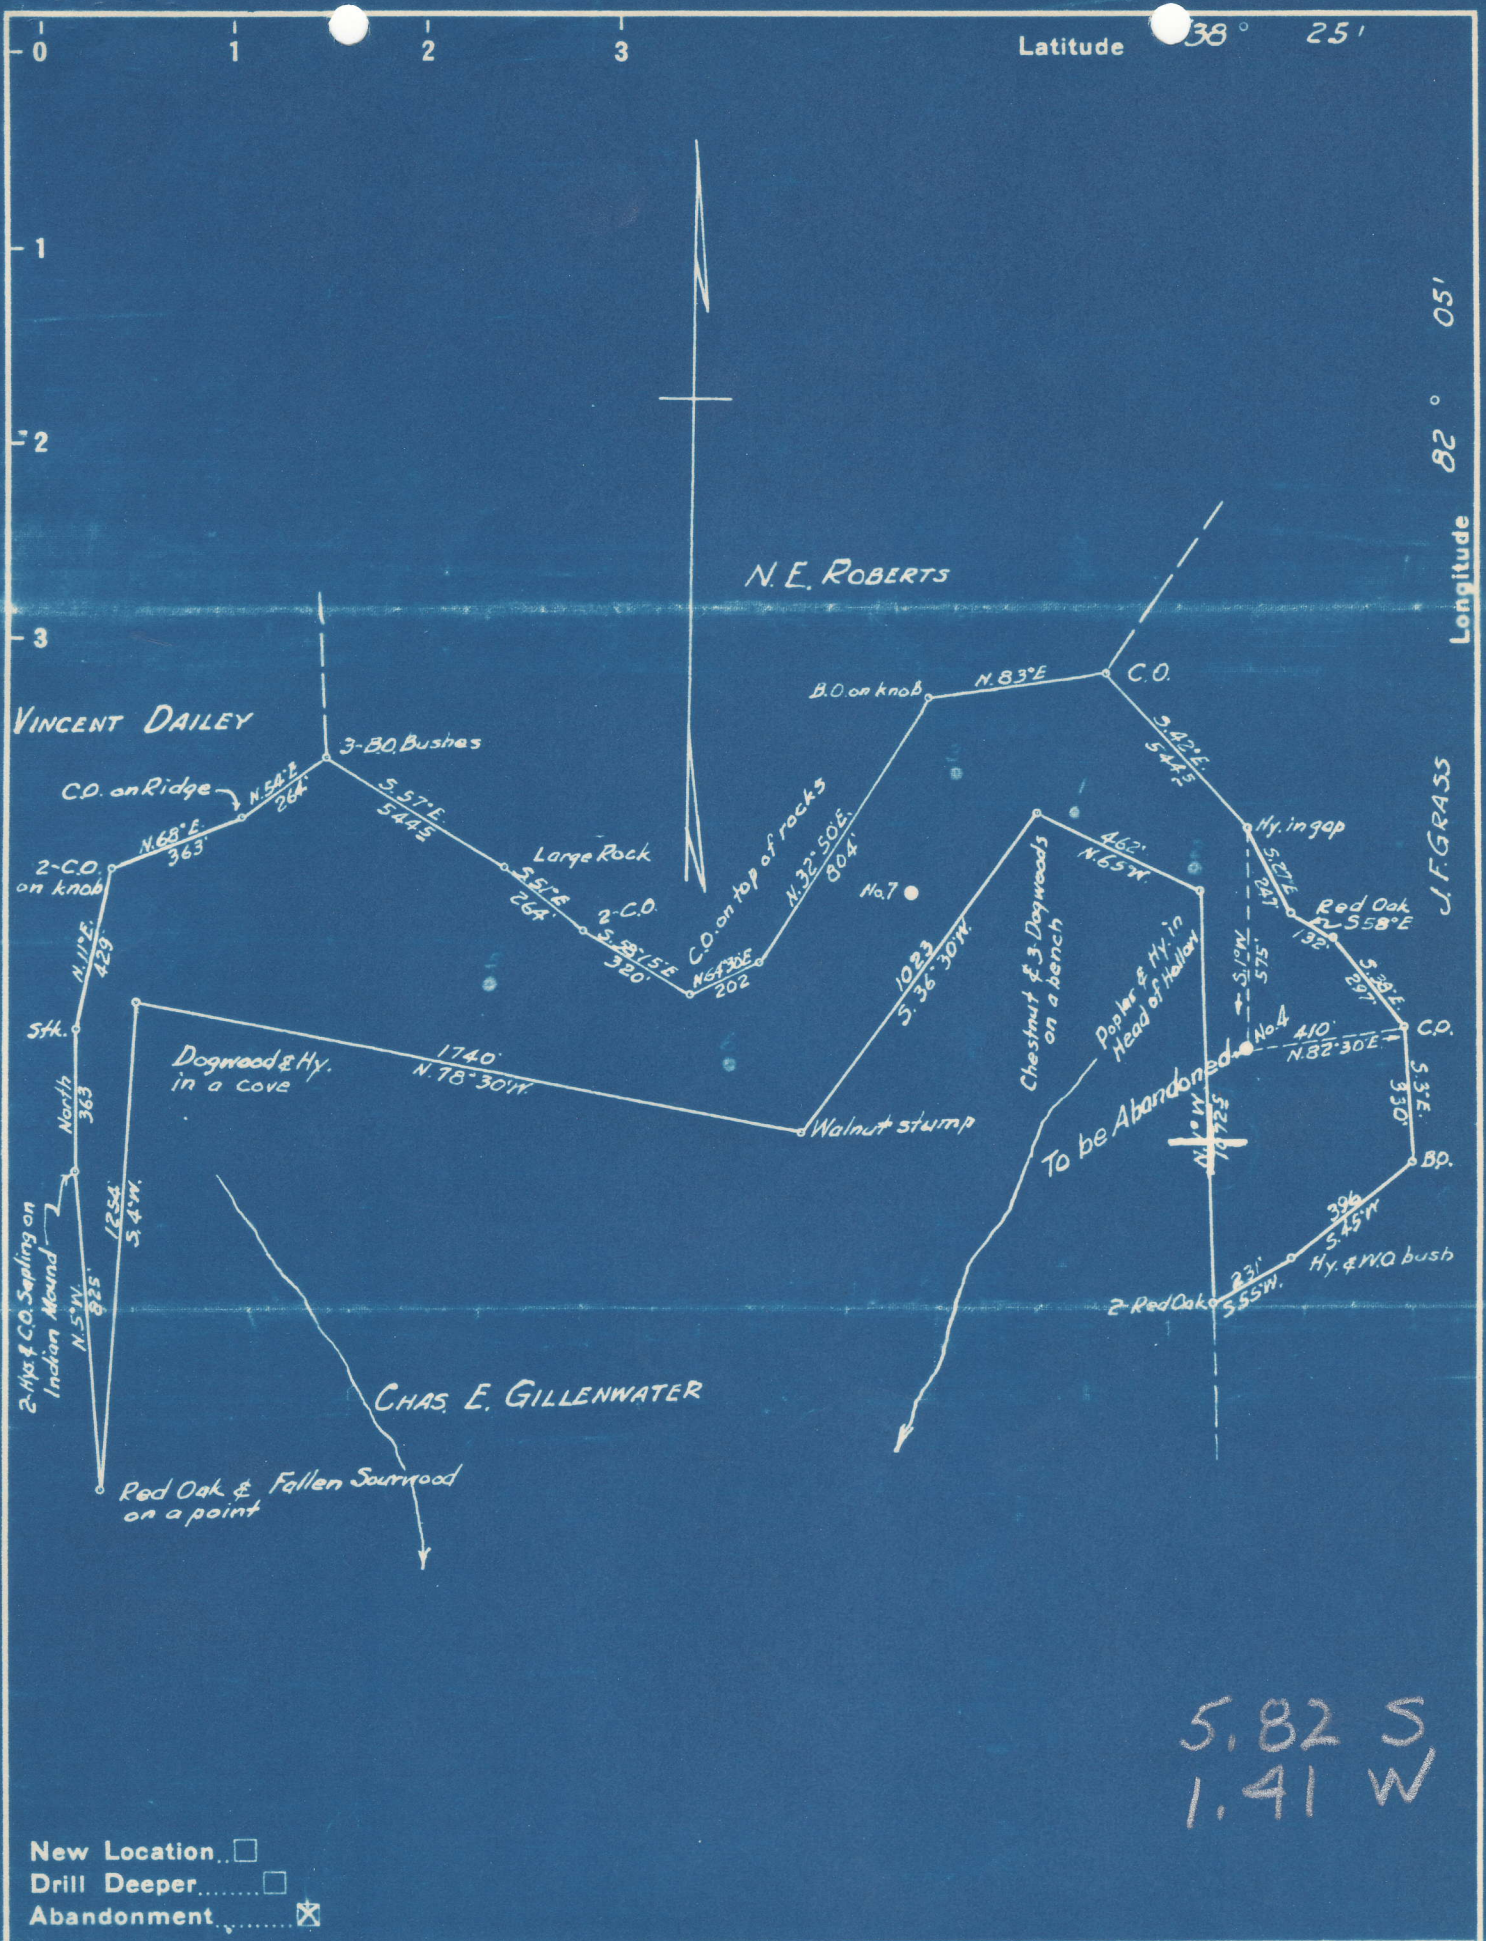 0
1
2
3
Latitude 38° 25'
1
2
3
Longitude 82° 05'
N. E. ROBERTS
VINCENT DAILEY
J. F. GRASS
C.O. on Ridge
N. 54° E
264'
3-B.O. Bushes
N. 68° E.
363'
2-C.O.
on knob
S. 57° E.
544.5
Large Rock
S. 51° E
264'
2-C.O.
S. 58° 15' E
320'
C.O. on top of rocks
N 64° 30' E
202
N. 32° 50' E.
804'
B.O. on knob
N. 83° E
C.O.
S. 42° E.
544.5
Hy. in gap
S. 27° E
247'
Red Oak
S 58° E
132'
S. 39° E
297'
C.O.
S. 1° W
575'
No. 4
410'
N. 82° 30' E.
S. 3° E.
330'
B.O.
396
S. 45° W
Hy. & W.O. bush
231'
S. 55° W.
2-Red Oak
N. 1° W
1072.5
To be Abandoned
Poplar & Hy. in
Head of Hollow
462'
N. 65° W.
Chestnut & 3 Dogwoods
on a bench
No. 7
1023
S. 36° 30' W.
Walnut stump
1740'
N. 78° 30' W.
Dogwood & Hy.
in a cove
N. 11° E.
429'
Stk.
North
363
1254'
S. 4° W.
2-Hys. & C.O. Sapling on
Indian Mound
N. 5° W.
825'
CHAS. E. GILLENWATER
Red Oak & Fallen Sourwood
on a point
5.82 S
1.41 W
New Location
Drill Deeper
Abandonment